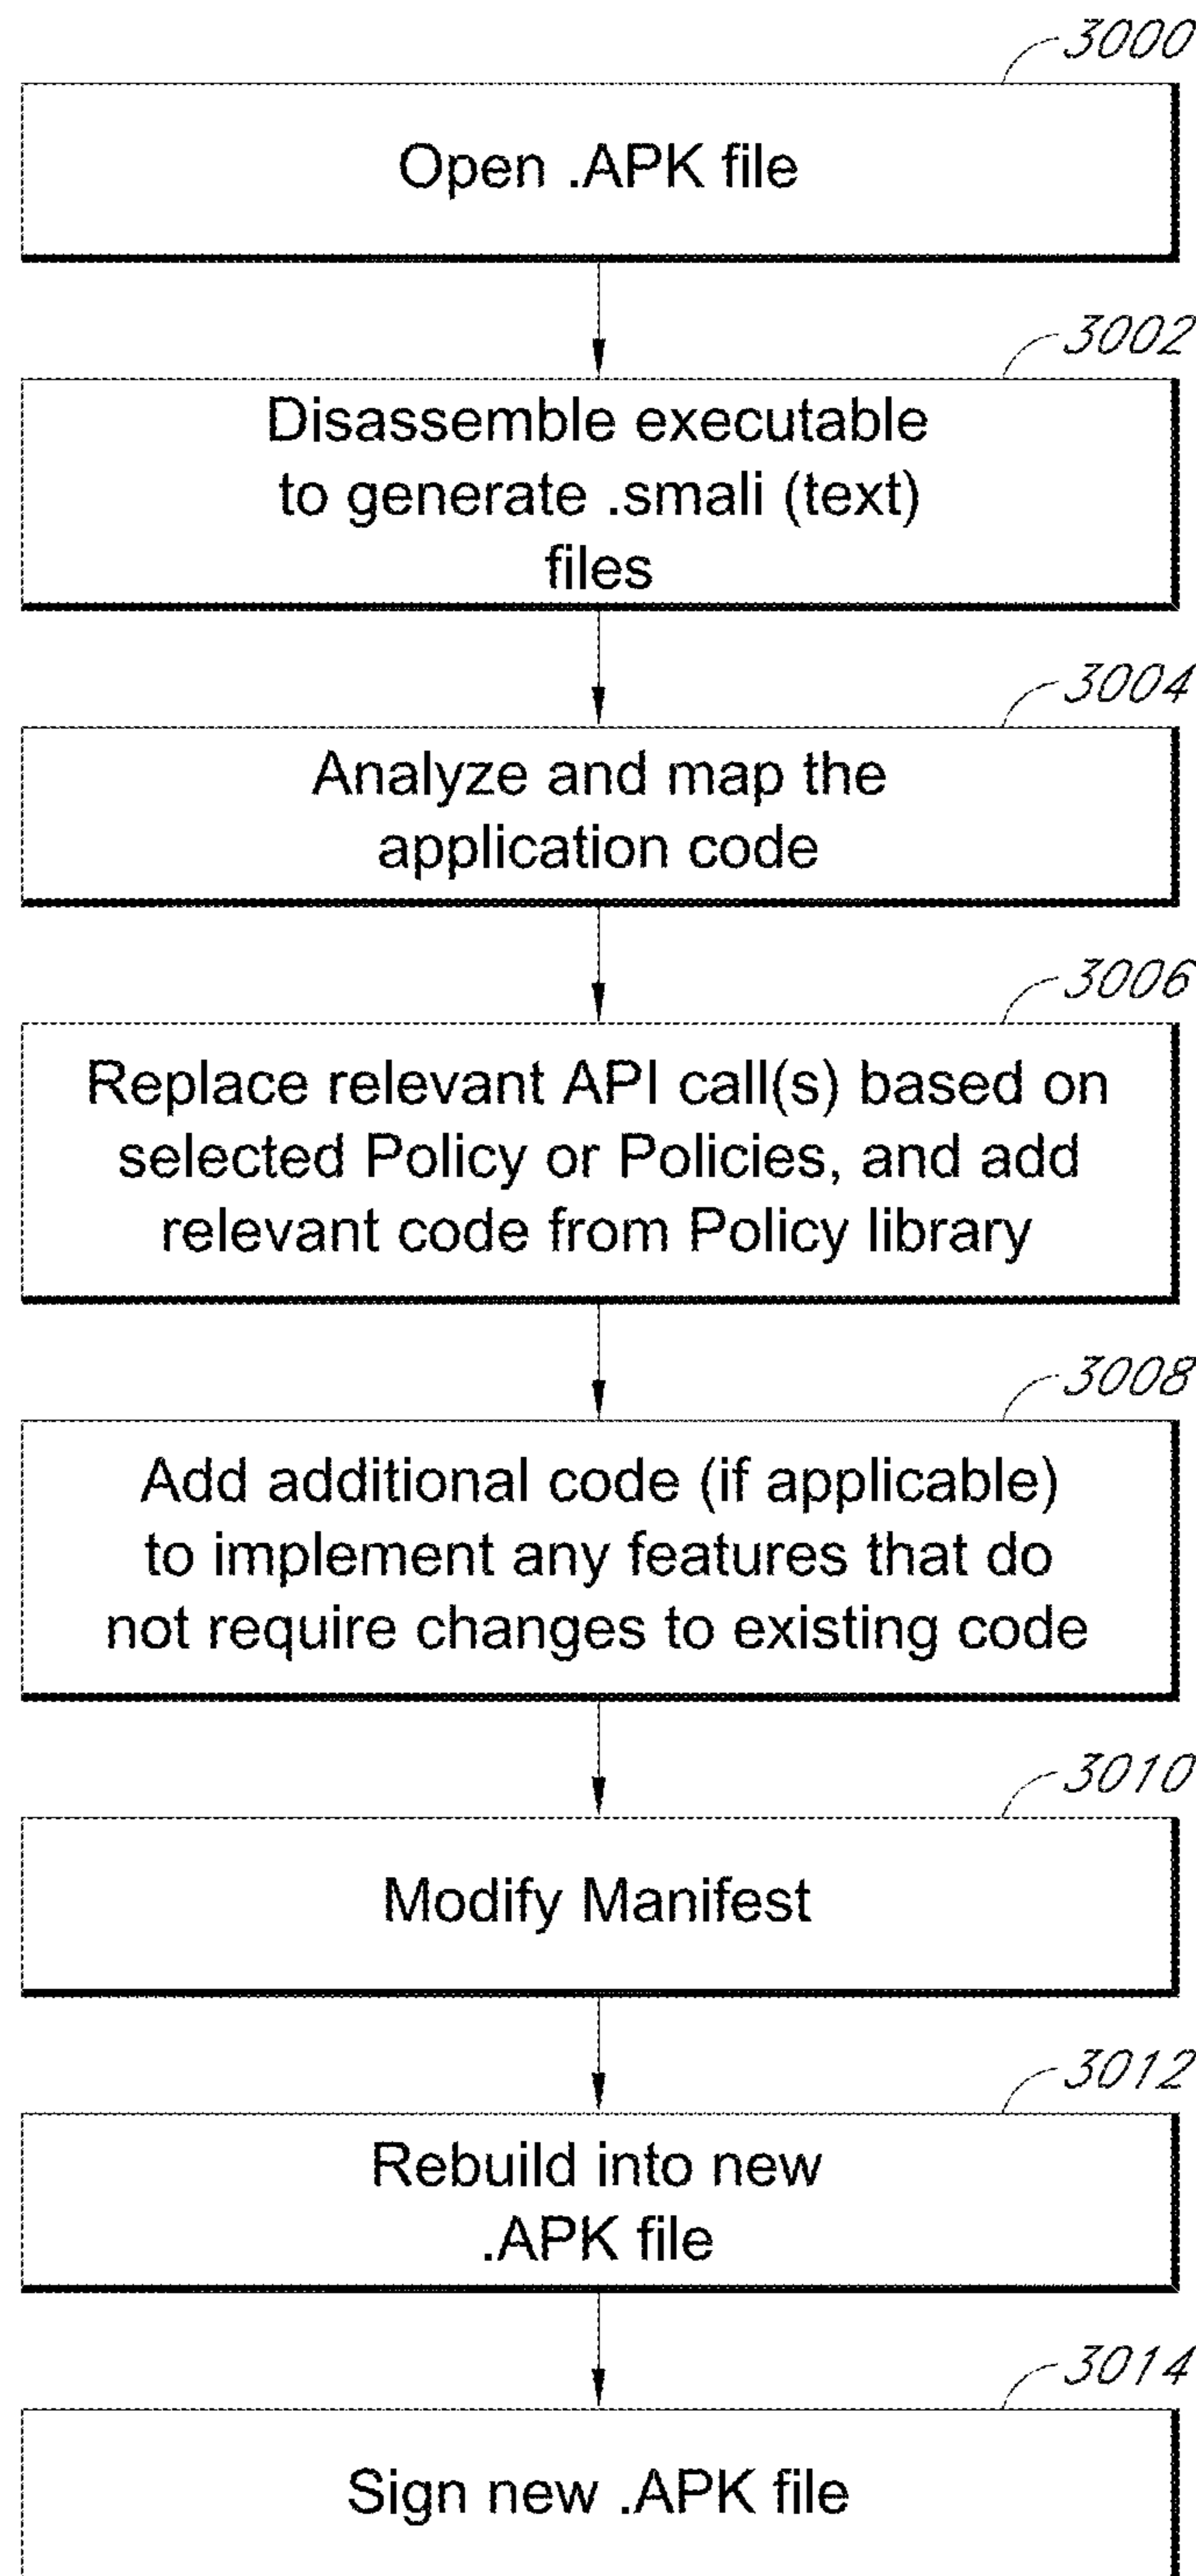 3000
Open .APK file
3002
Disassemble executable
to generate .smali (text)
files
3004
Analyze and map the
application code
3006
Replace relevant API call(s) based on
selected Policy or Policies, and add
relevant code from Policy library
3008
Add additional code (if applicable)
to implement any features that do
not require changes to existing code
3010
Modify Manifest
3012
Rebuild into new
.APK file
3014
Sign new .APK file